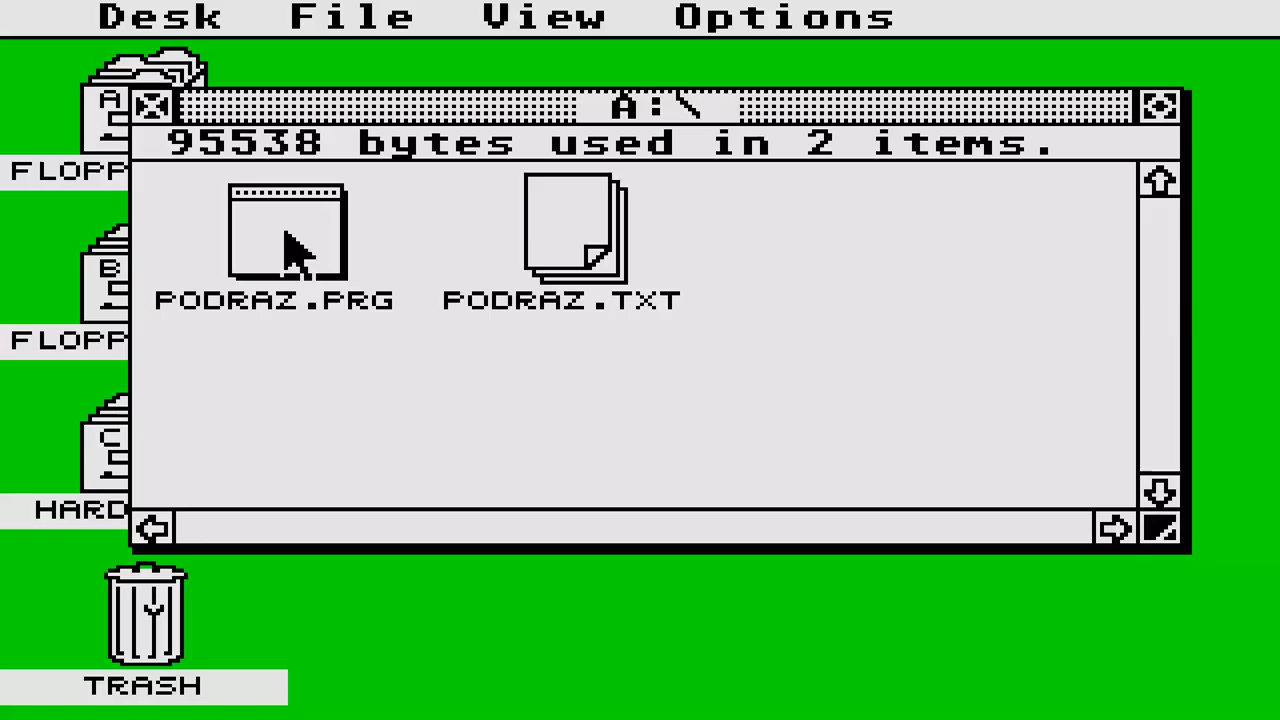 Desk File View Options
A:\
95538 bytes used in 2 items.
A
FLOPP
PODRAZ.PRG PODRAZ.TXT
B
FLOPP
C
HARD
TRASH